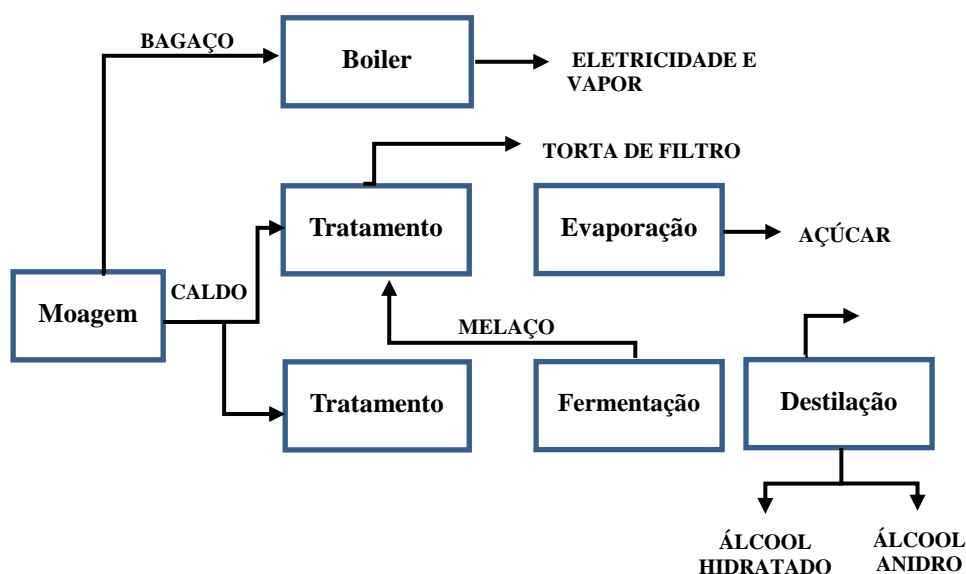 BAGAÇO
Boiler
ELETRICIDADE E
VAPOR
TORTA DE FILTRO
Tratamento
Evaporação
AÇÚCAR
CALDO
Moagem
MELAÇO
Tratamento
Fermentação
Destilação
ÁLCOOL
HIDRATADO
ÁLCOOL
ANIDRO